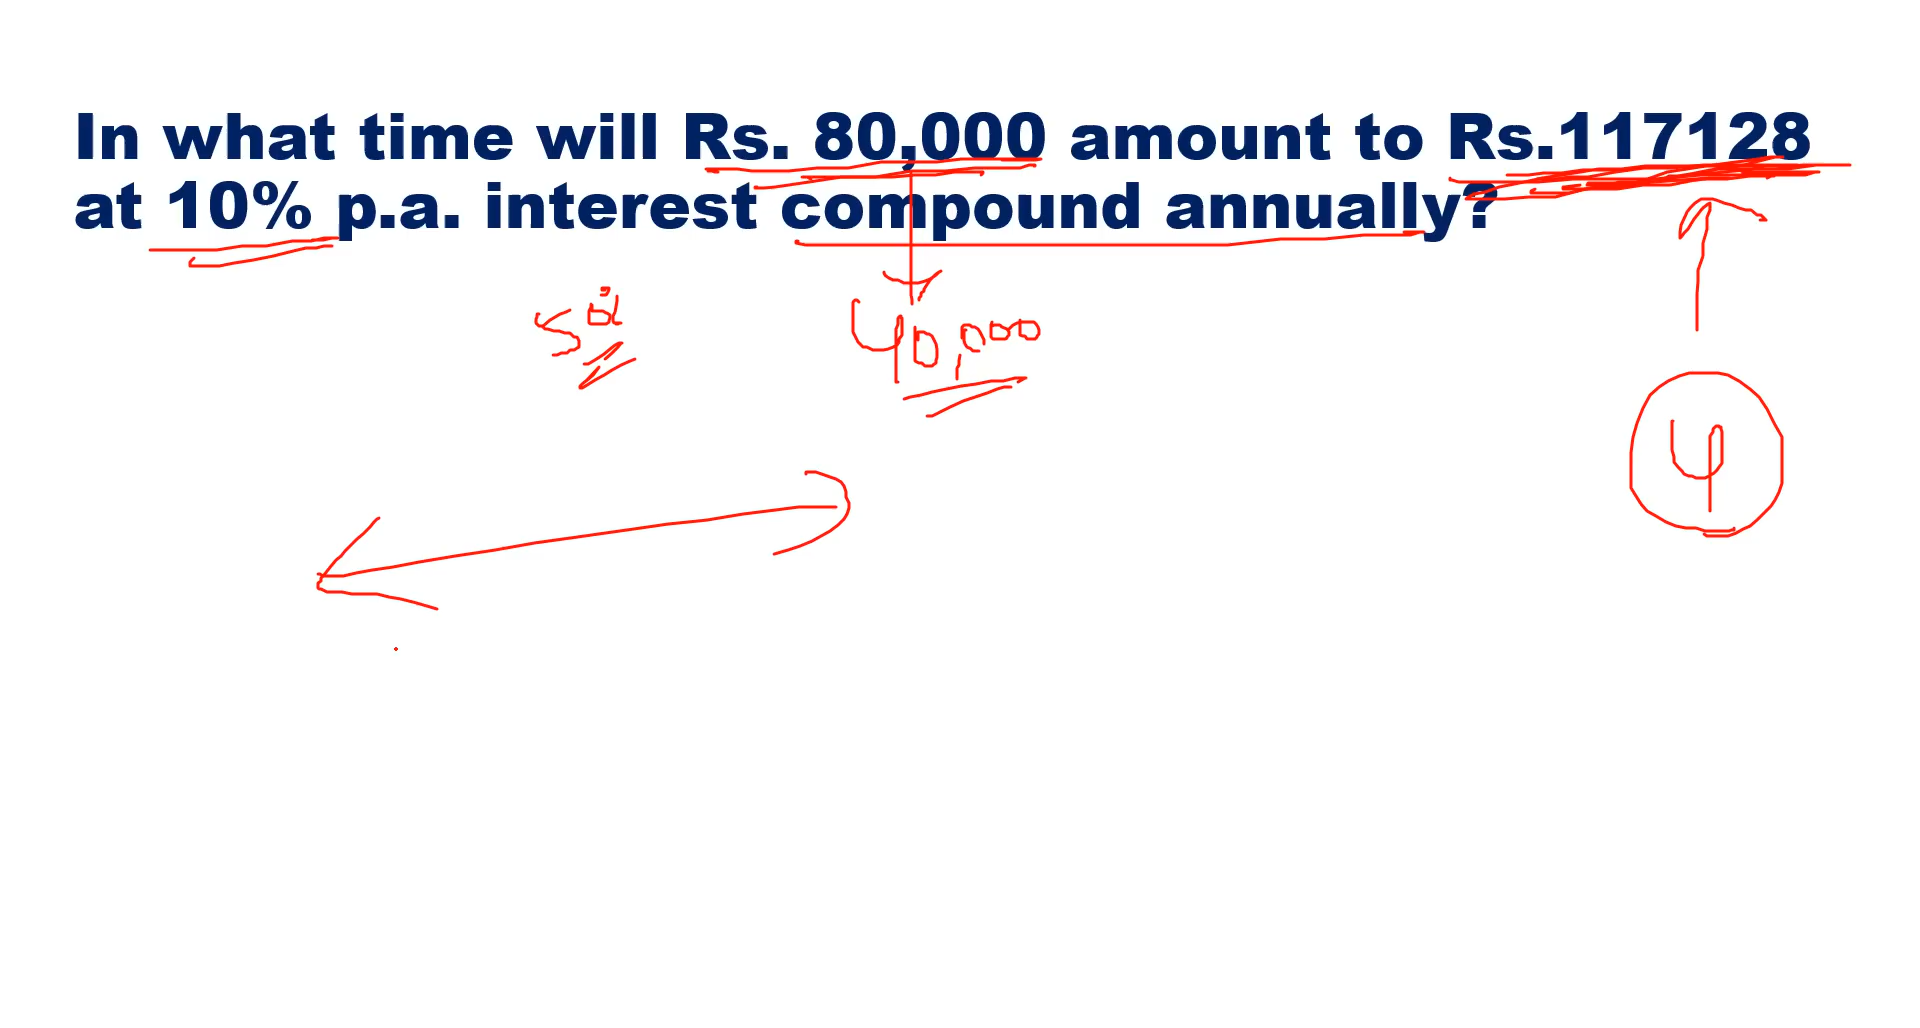 In what time will Rs. 80,000 amount to Rs.117128
at 10% p.a. interest compound annually?
40,000
4